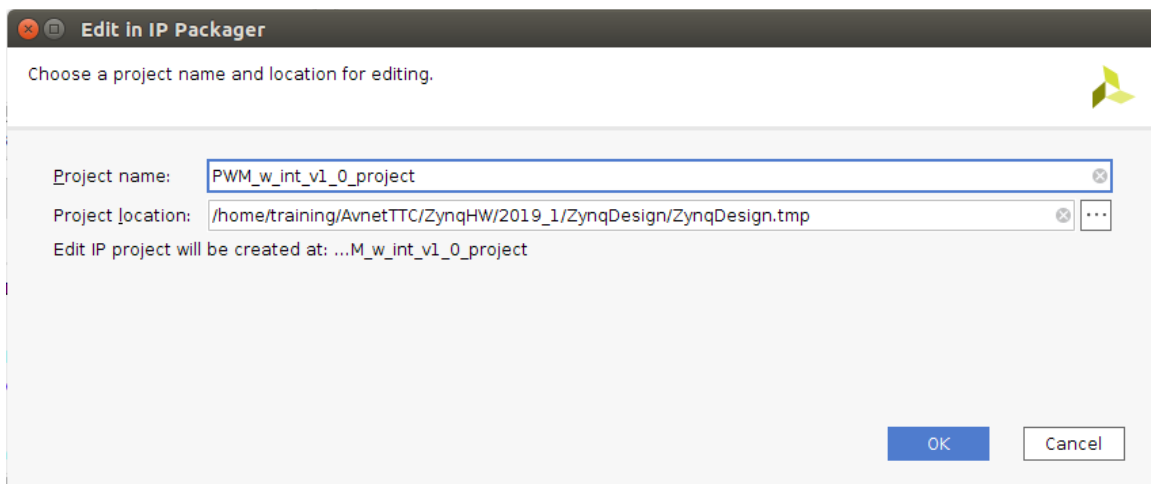 Edit in IP Packager
Choose a project name and location for editing.
Project name: PWM_w_int_v1_0_project
Project location: /home/training/AvnetTTC/ZynqHW/2019_1/ZynqDesign/ZynqDesign.tmp ...
Edit IP project will be created at: ...M_w_int_v1_0_project
OK Cancel